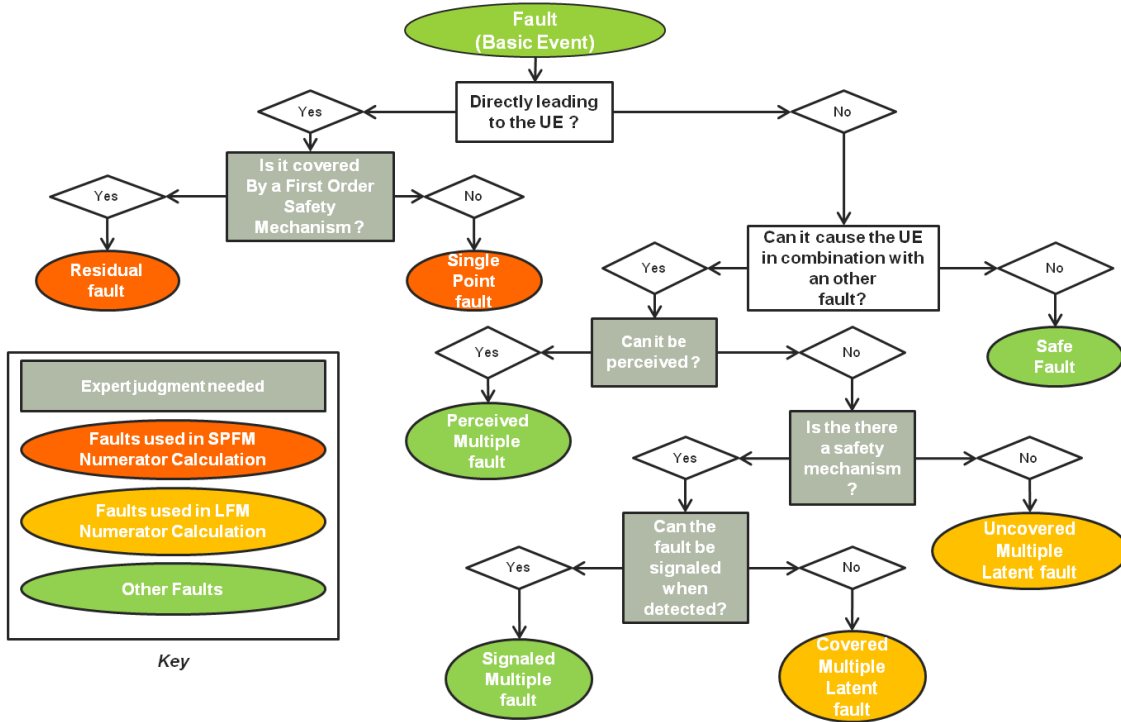 Fault
(Basic Event)
Directly leading
to the UE ?
Yes
No
Is it covered
By a First Order
Safety
Mechanism ?
Yes
No
Residual
fault
Single
Point
fault
Can it cause the UE
in combination with
an other
fault?
Yes
No
Safe
Fault
Can it be
perceived ?
Yes
No
Perceived
Multiple
fault
Is the there
a safety
mechanism
?
Yes
No
Uncovered
Multiple
Latent fault
Can the
fault be
signaled
when
detected?
Yes
No
Signaled
Multiple
fault
Covered
Multiple
Latent
fault
Expert judgment needed
Faults used in SPFM
Numerator Calculation
Faults used in LFM
Numerator Calculation
Other Faults
Key